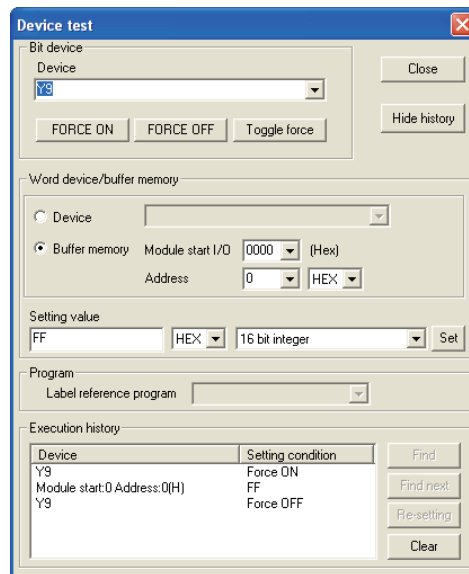 Device test
Bit device
Device
Close
Y9
FORCE ON FORCE OFF Toggle force
Hide history
Word device/buffer memory
Device
Buffer memory Module start I/O 0000 (Hex)
Address 0 HEX
Setting value
FF HEX 16 bit integer Set
Program
Label reference program
Execution history
Device Setting condition
Y9 Force ON
Module start:0 Address:0(H) FF
Y9 Force OFF
Find
Find next
Re-setting
Clear